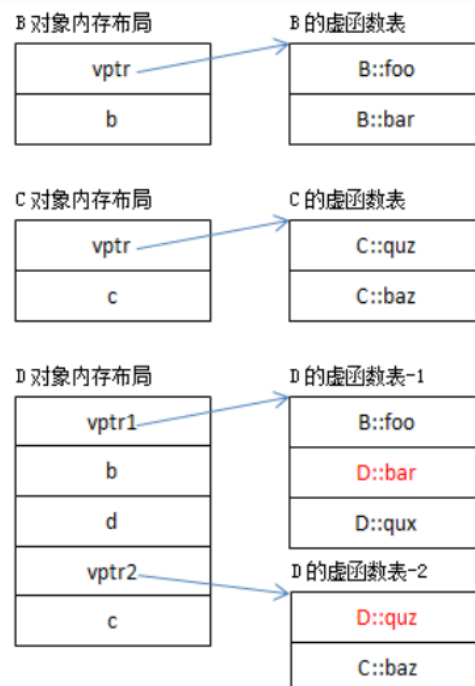 B 对象内存布局
B 的虚函数表
vptr
B::foo
b
B::bar
C 对象内存布局
C 的虚函数表
vptr
C::quz
c
C::baz
D 对象内存布局
D 的虚函数表-1
vptr1
B::foo
b
D::bar
d
D::qux
vptr2
D 的虚函数表-2
c
D::quz
C::baz